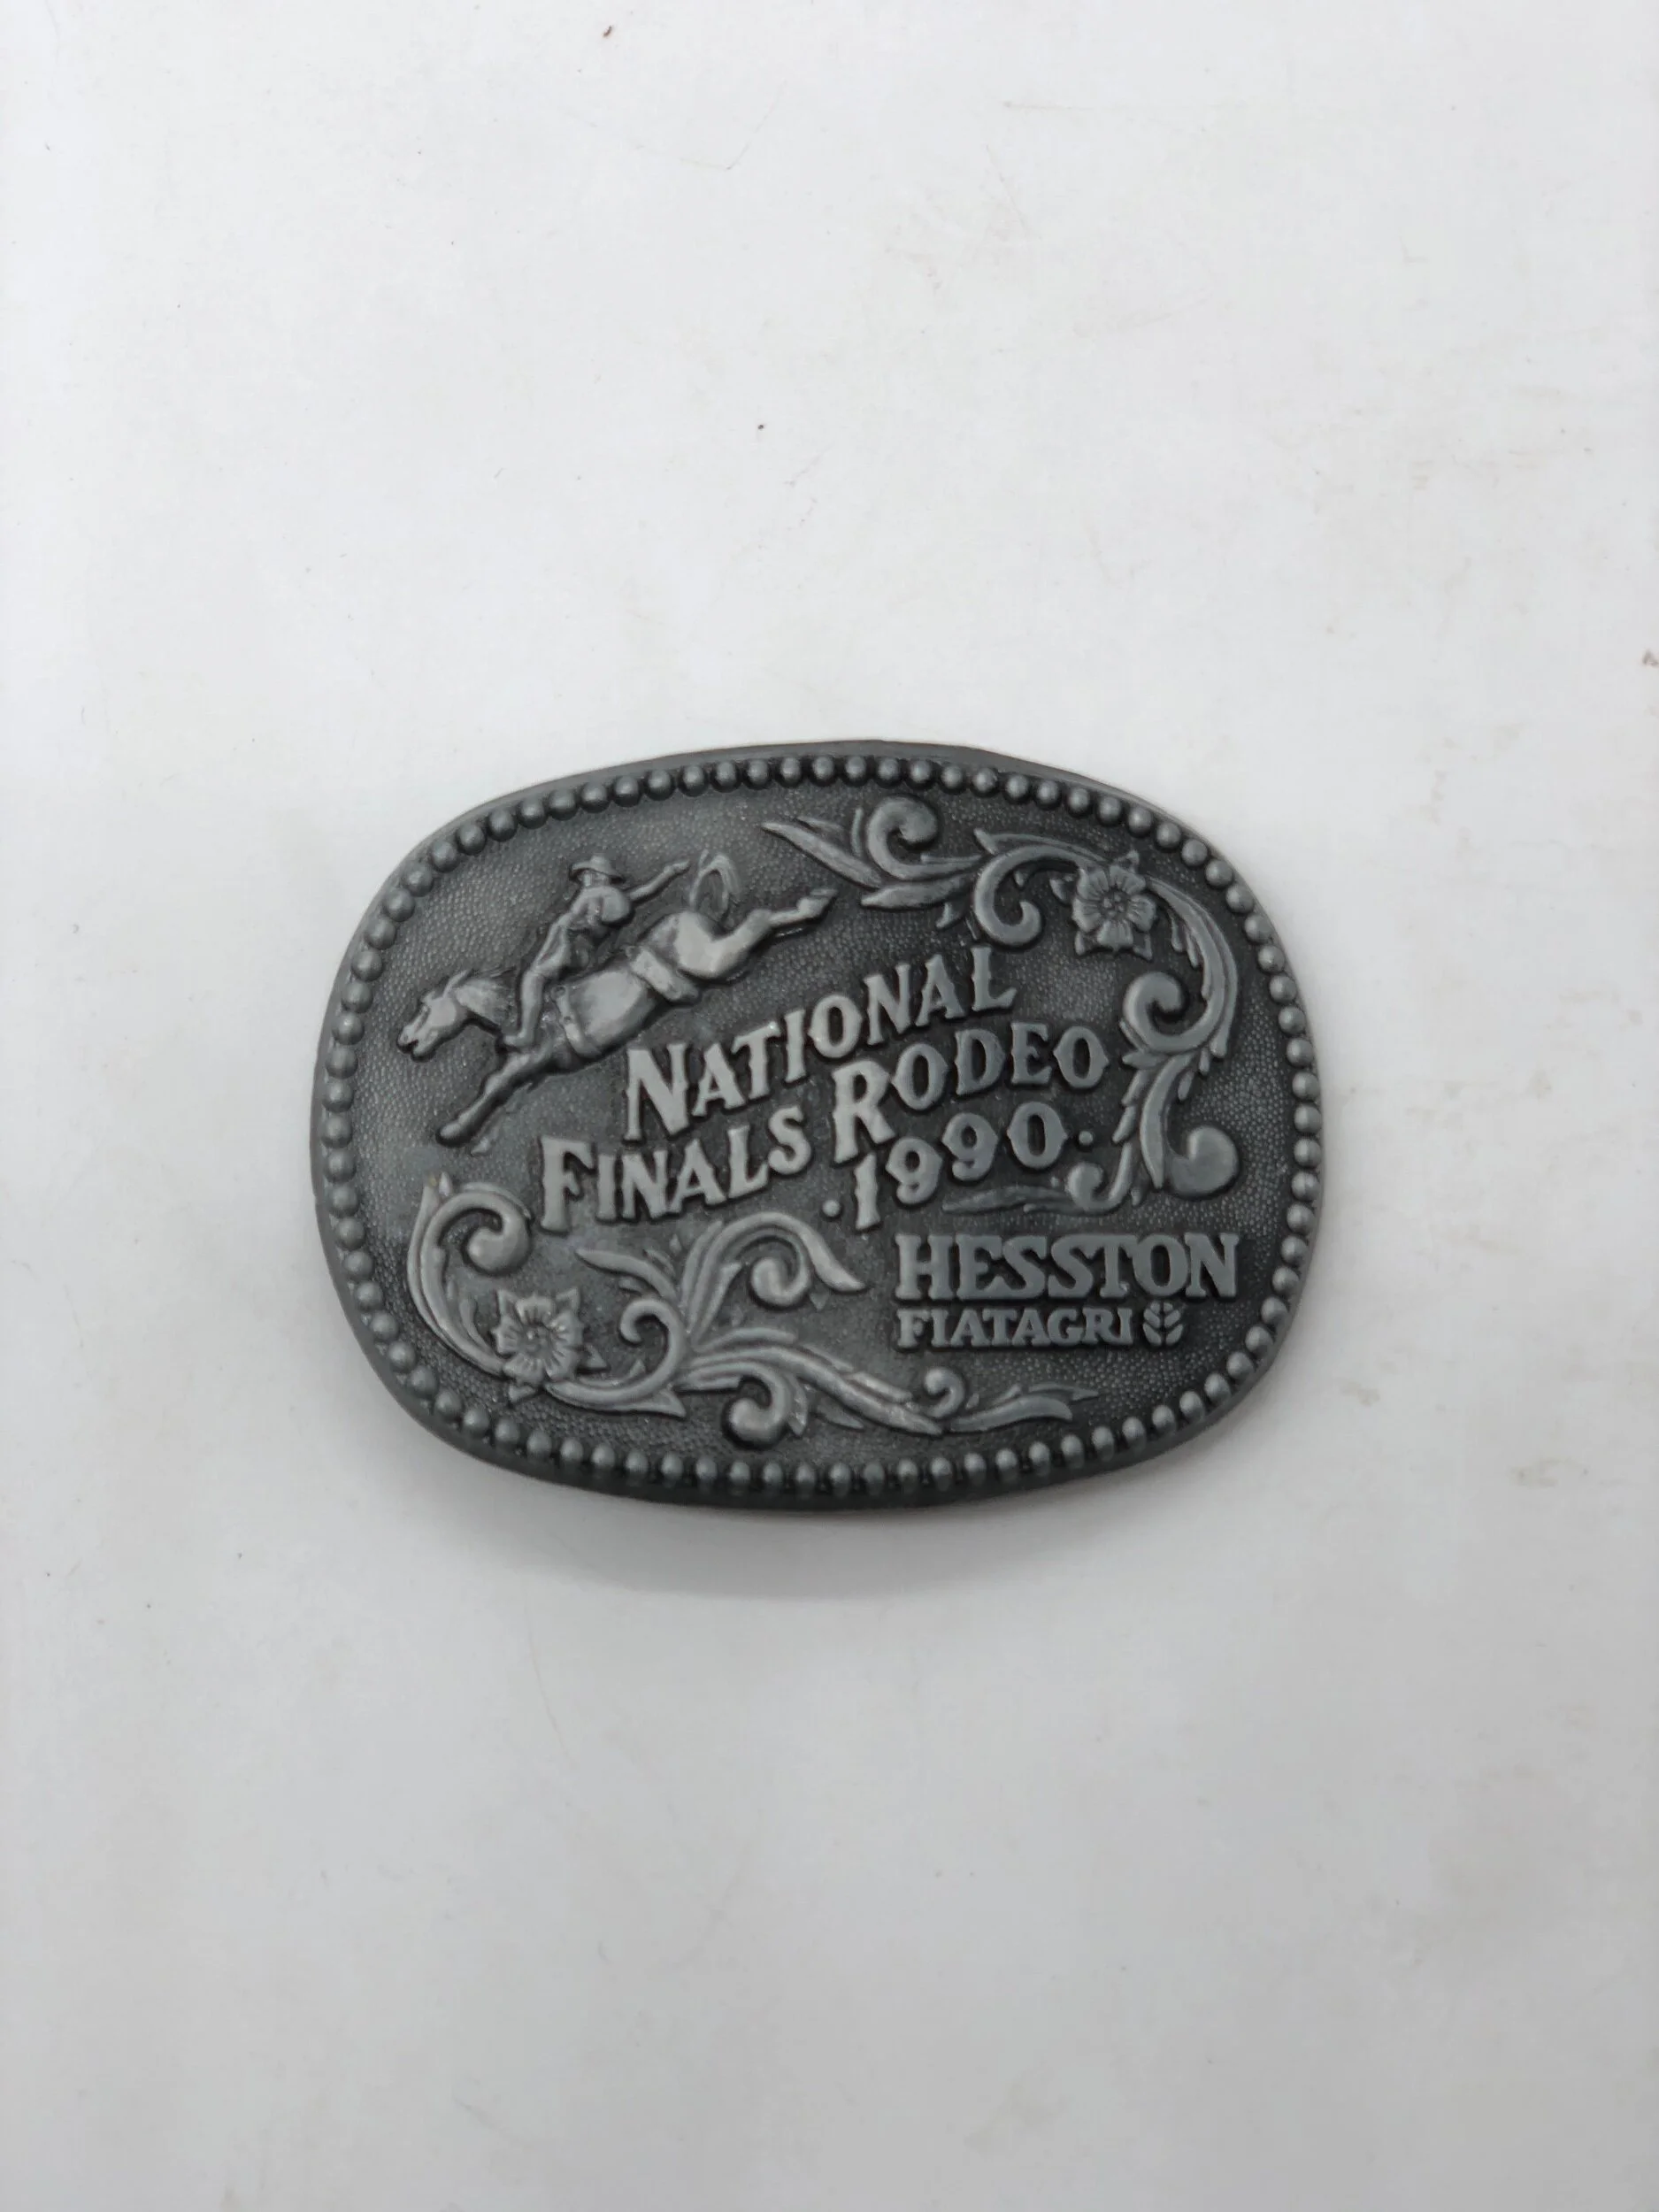 NATIONAL
FINALS RODEO
·1990·
HESSTON
FIATAGRI